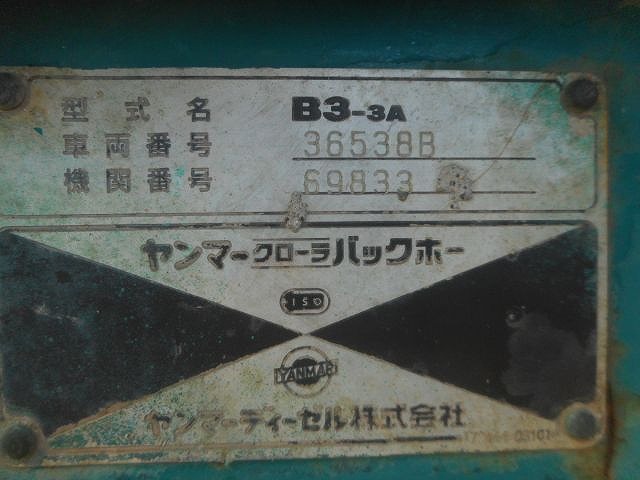 型式名 B3-3A
車両番号 36538B
機関番号 69833
ヤンマークローラバックホー
ISO
YANMAR
ヤンマーディーゼル株式会社